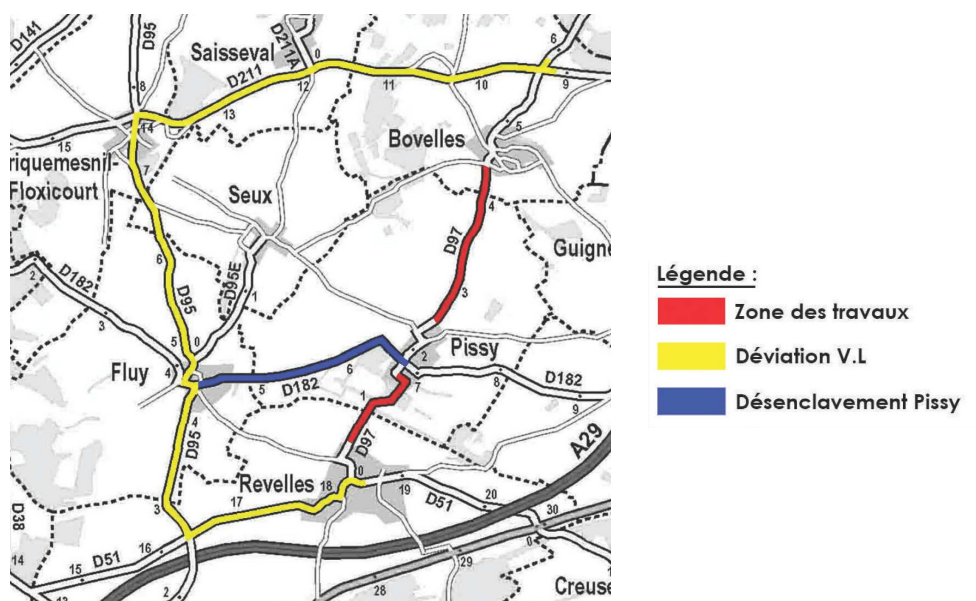 D141
D95
D211A
Saisseval
0
6
D211
12
11
10
9
8
13
14
15
Bovelles
5
riquemesnil-
Floxicourt
7
Seux
4
D97
Guigne
6
D182
2
D95
D95E
1
3
3
5
0
Pissy
2
Fluy
4
6
D182
5
7
8
D182
9
4
1
D95
D97
A29
Revelles
0
18
19
17
D51
20
3
30
D38
16
0
14
D51
15
29
2
28
13
Creuse
Légende :
Zone des travaux
Déviation V.L
Désenclavement Pissy